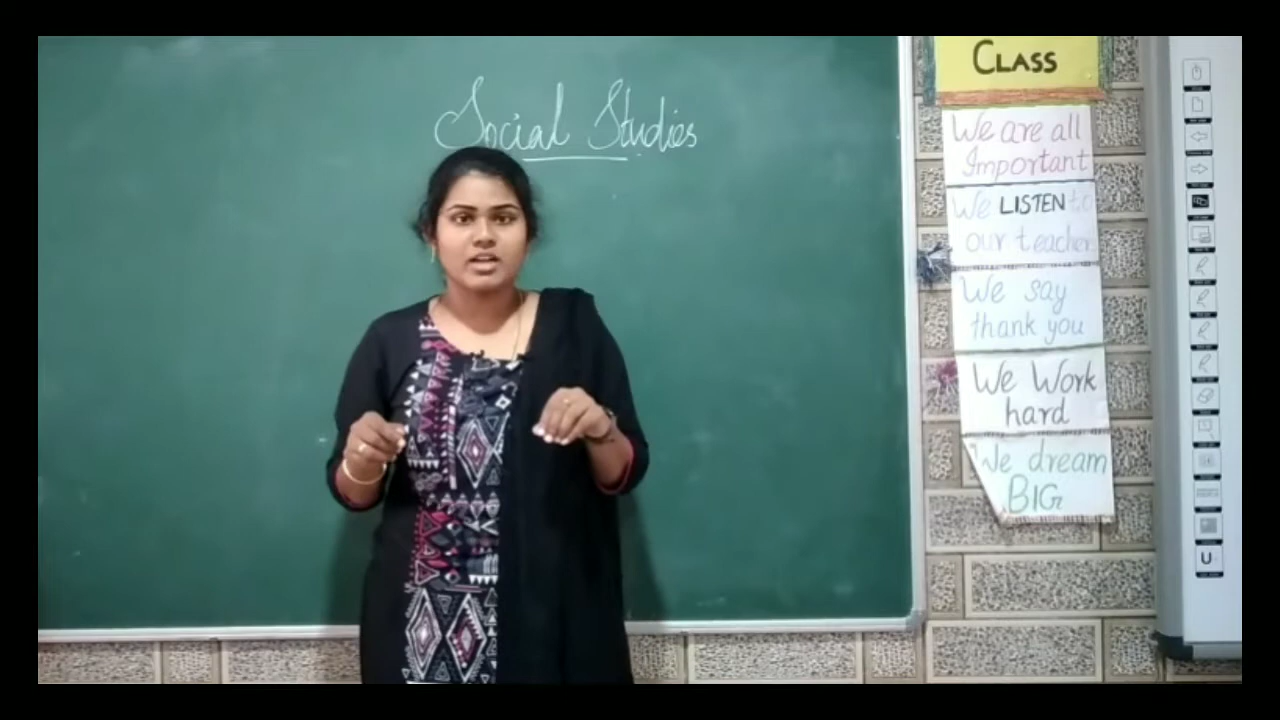 Social Studies
CLASS
We are all
Important
We LISTEN to
our teacher
We say
thank you
We Work
hard
We dream
BIG
U